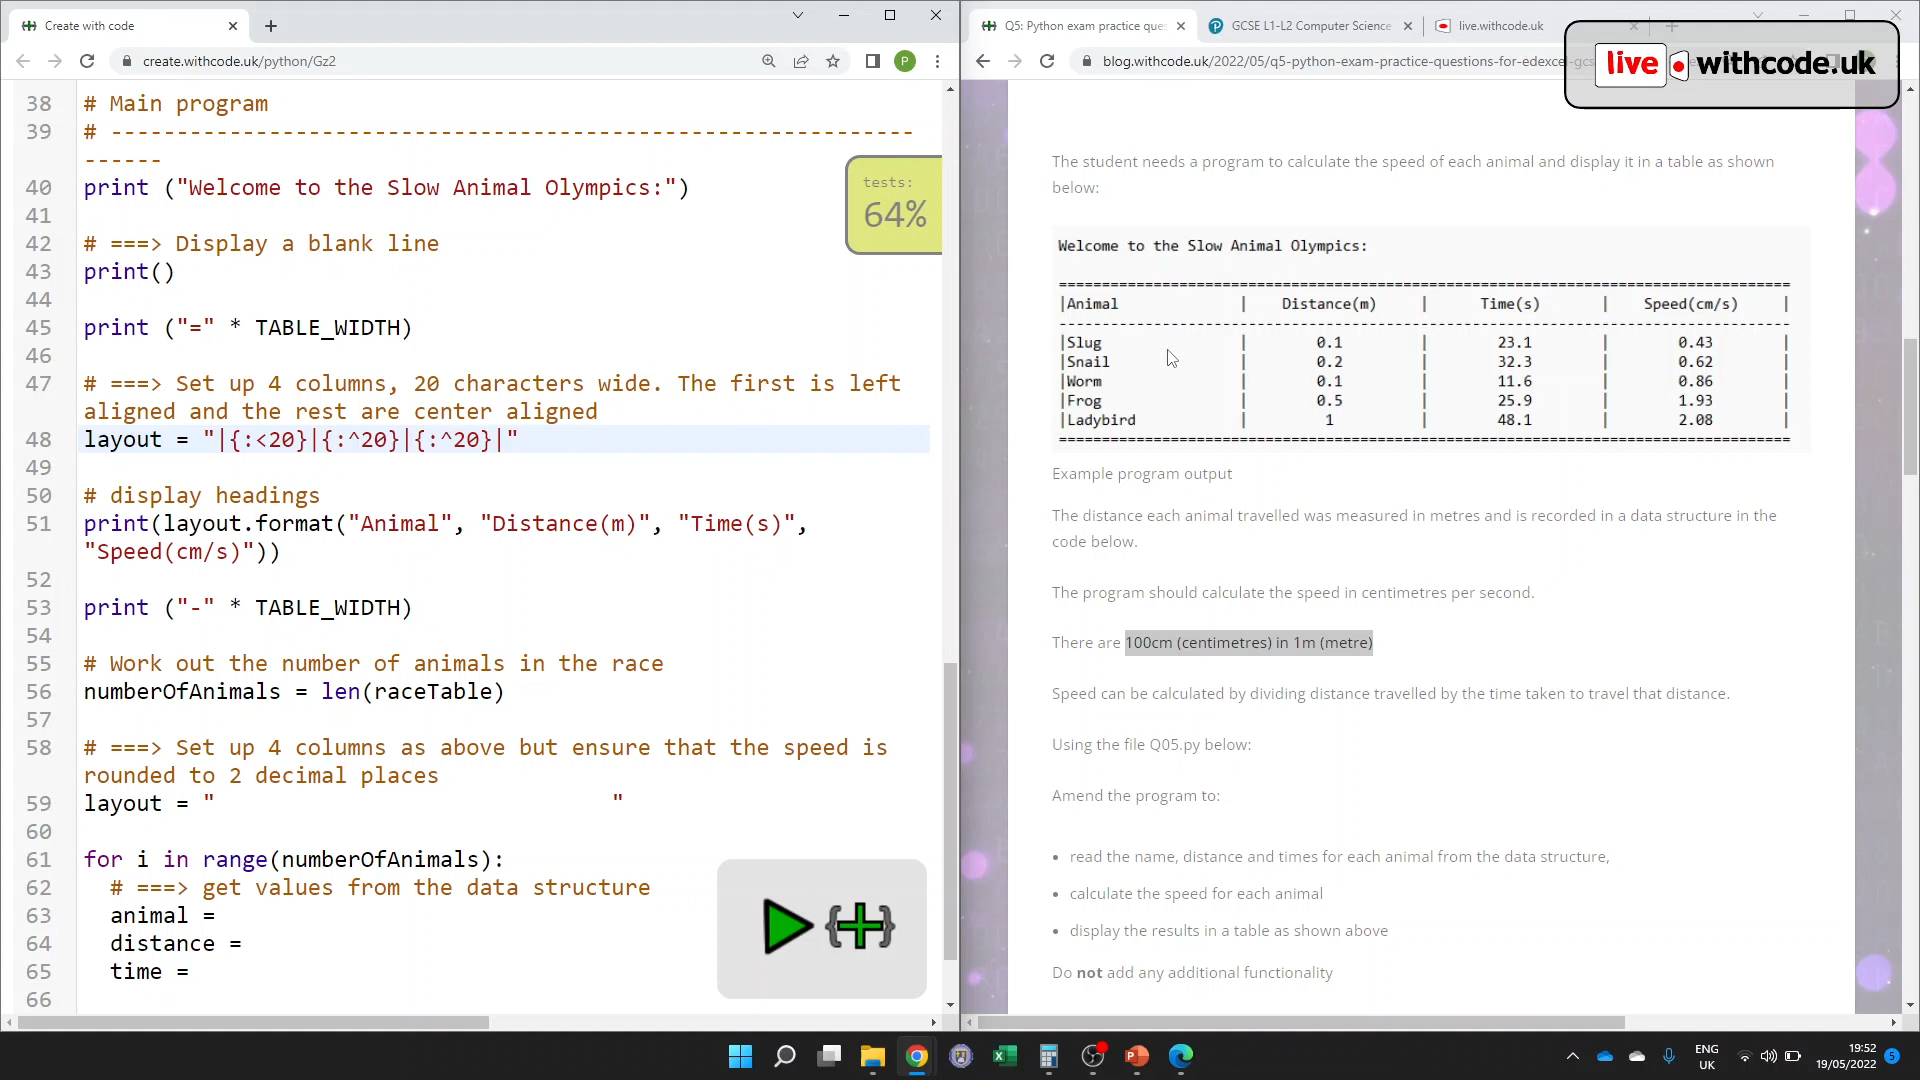 Create with code
create.withcode.uk/python/Gz2
P
38 # Main program
39 # -------------------------------------------------------------
------
40 print ("Welcome to the Slow Animal Olympics:")
41
42 # ===> Display a blank line
43 print()
44
45 print ("=" * TABLE_WIDTH)
46
47 # ===> Set up 4 columns, 20 characters wide. The first is left
aligned and the rest are center aligned
48 layout = "|{:<20}|{:^20}|{:^20}|"
49
50 # display headings
51 print(layout.format("Animal", "Distance(m)", "Time(s)",
"Speed(cm/s)"))
52
53 print ("-" * TABLE_WIDTH)
54
55 # Work out the number of animals in the race
56 numberOfAnimals = len(raceTable)
57
58 # ===> Set up 4 columns as above but ensure that the speed is
rounded to 2 decimal places
59 layout = "                              "
60
61 for i in range(numberOfAnimals):
62   # ===> get values from the data structure
63   animal =
64   distance =
65   time =
66
tests:
64%
Q5: Python exam practice que
GCSE L1-L2 Computer Science
live.withcode.uk
blog.withcode.uk/2022/05/q5-python-exam-practice-questions-for-edexcel-gcs
live withcode.uk
The student needs a program to calculate the speed of each animal and display it in a table as shown
below:
Welcome to the Slow Animal Olympics:
=================================================================================
|Animal | Distance(m) | Time(s) | Speed(cm/s) |
---------------------------------------------------------------------------------
|Slug | 0.1 | 23.1 | 0.43 |
|Snail | 0.2 | 32.3 | 0.62 |
|Worm | 0.1 | 11.6 | 0.86 |
|Frog | 0.5 | 25.9 | 1.93 |
|Ladybird | 1 | 48.1 | 2.08 |
=================================================================================
Example program output
The distance each animal travelled was measured in metres and is recorded in a data structure in the
code below.
The program should calculate the speed in centimetres per second.
There are 100cm (centimetres) in 1m (metre)
Speed can be calculated by dividing distance travelled by the time taken to travel that distance.
Using the file Q05.py below:
Amend the program to:
• read the name, distance and times for each animal from the data structure,
• calculate the speed for each animal
• display the results in a table as shown above
Do not add any additional functionality
ENG
UK
19:52
19/05/2022
5